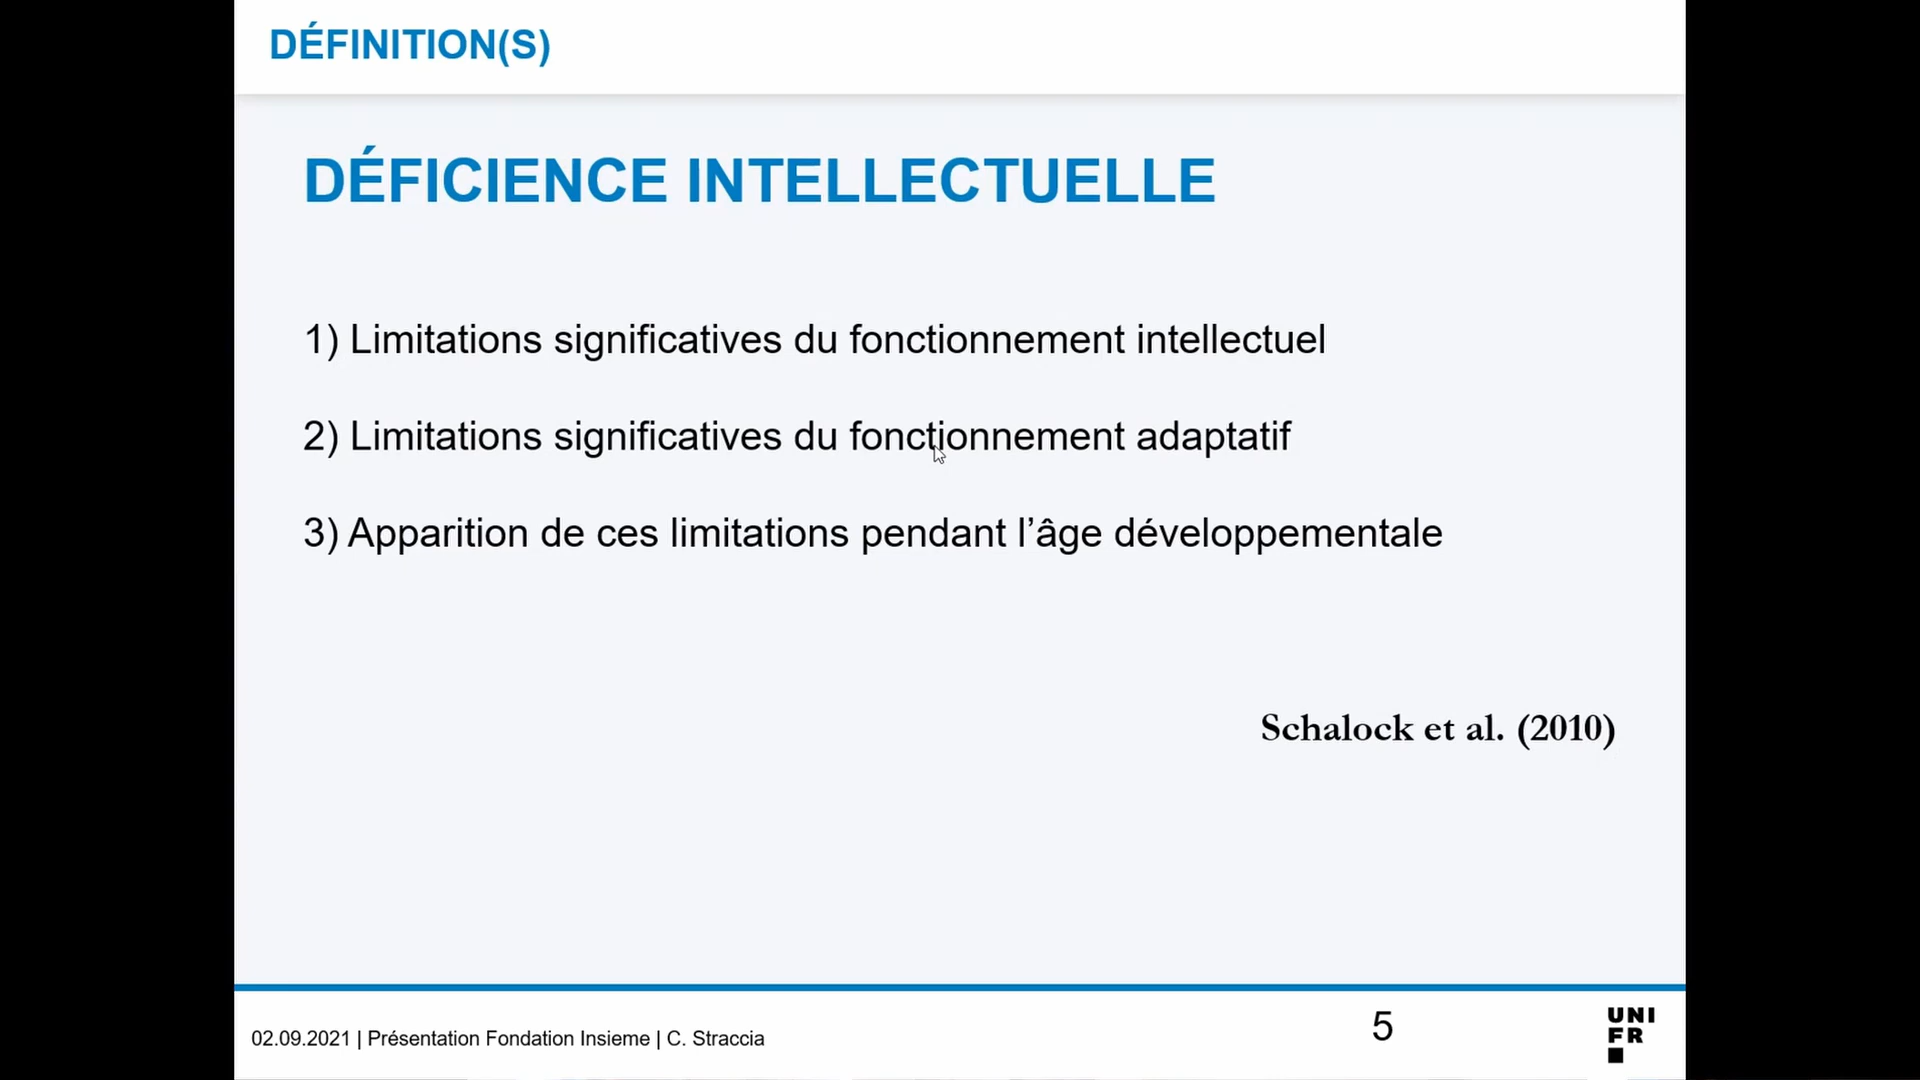 DÉFINITION(S)
DÉFICIENCE INTELLECTUELLE
1) Limitations significatives du fonctionnement intellectuel
2) Limitations significatives du fonctionnement adaptatif
3) Apparition de ces limitations pendant l’âge développementale
Schalock et al. (2010)
02.09.2021 | Présentation Fondation Insieme | C. Straccia
5
UNI
FR